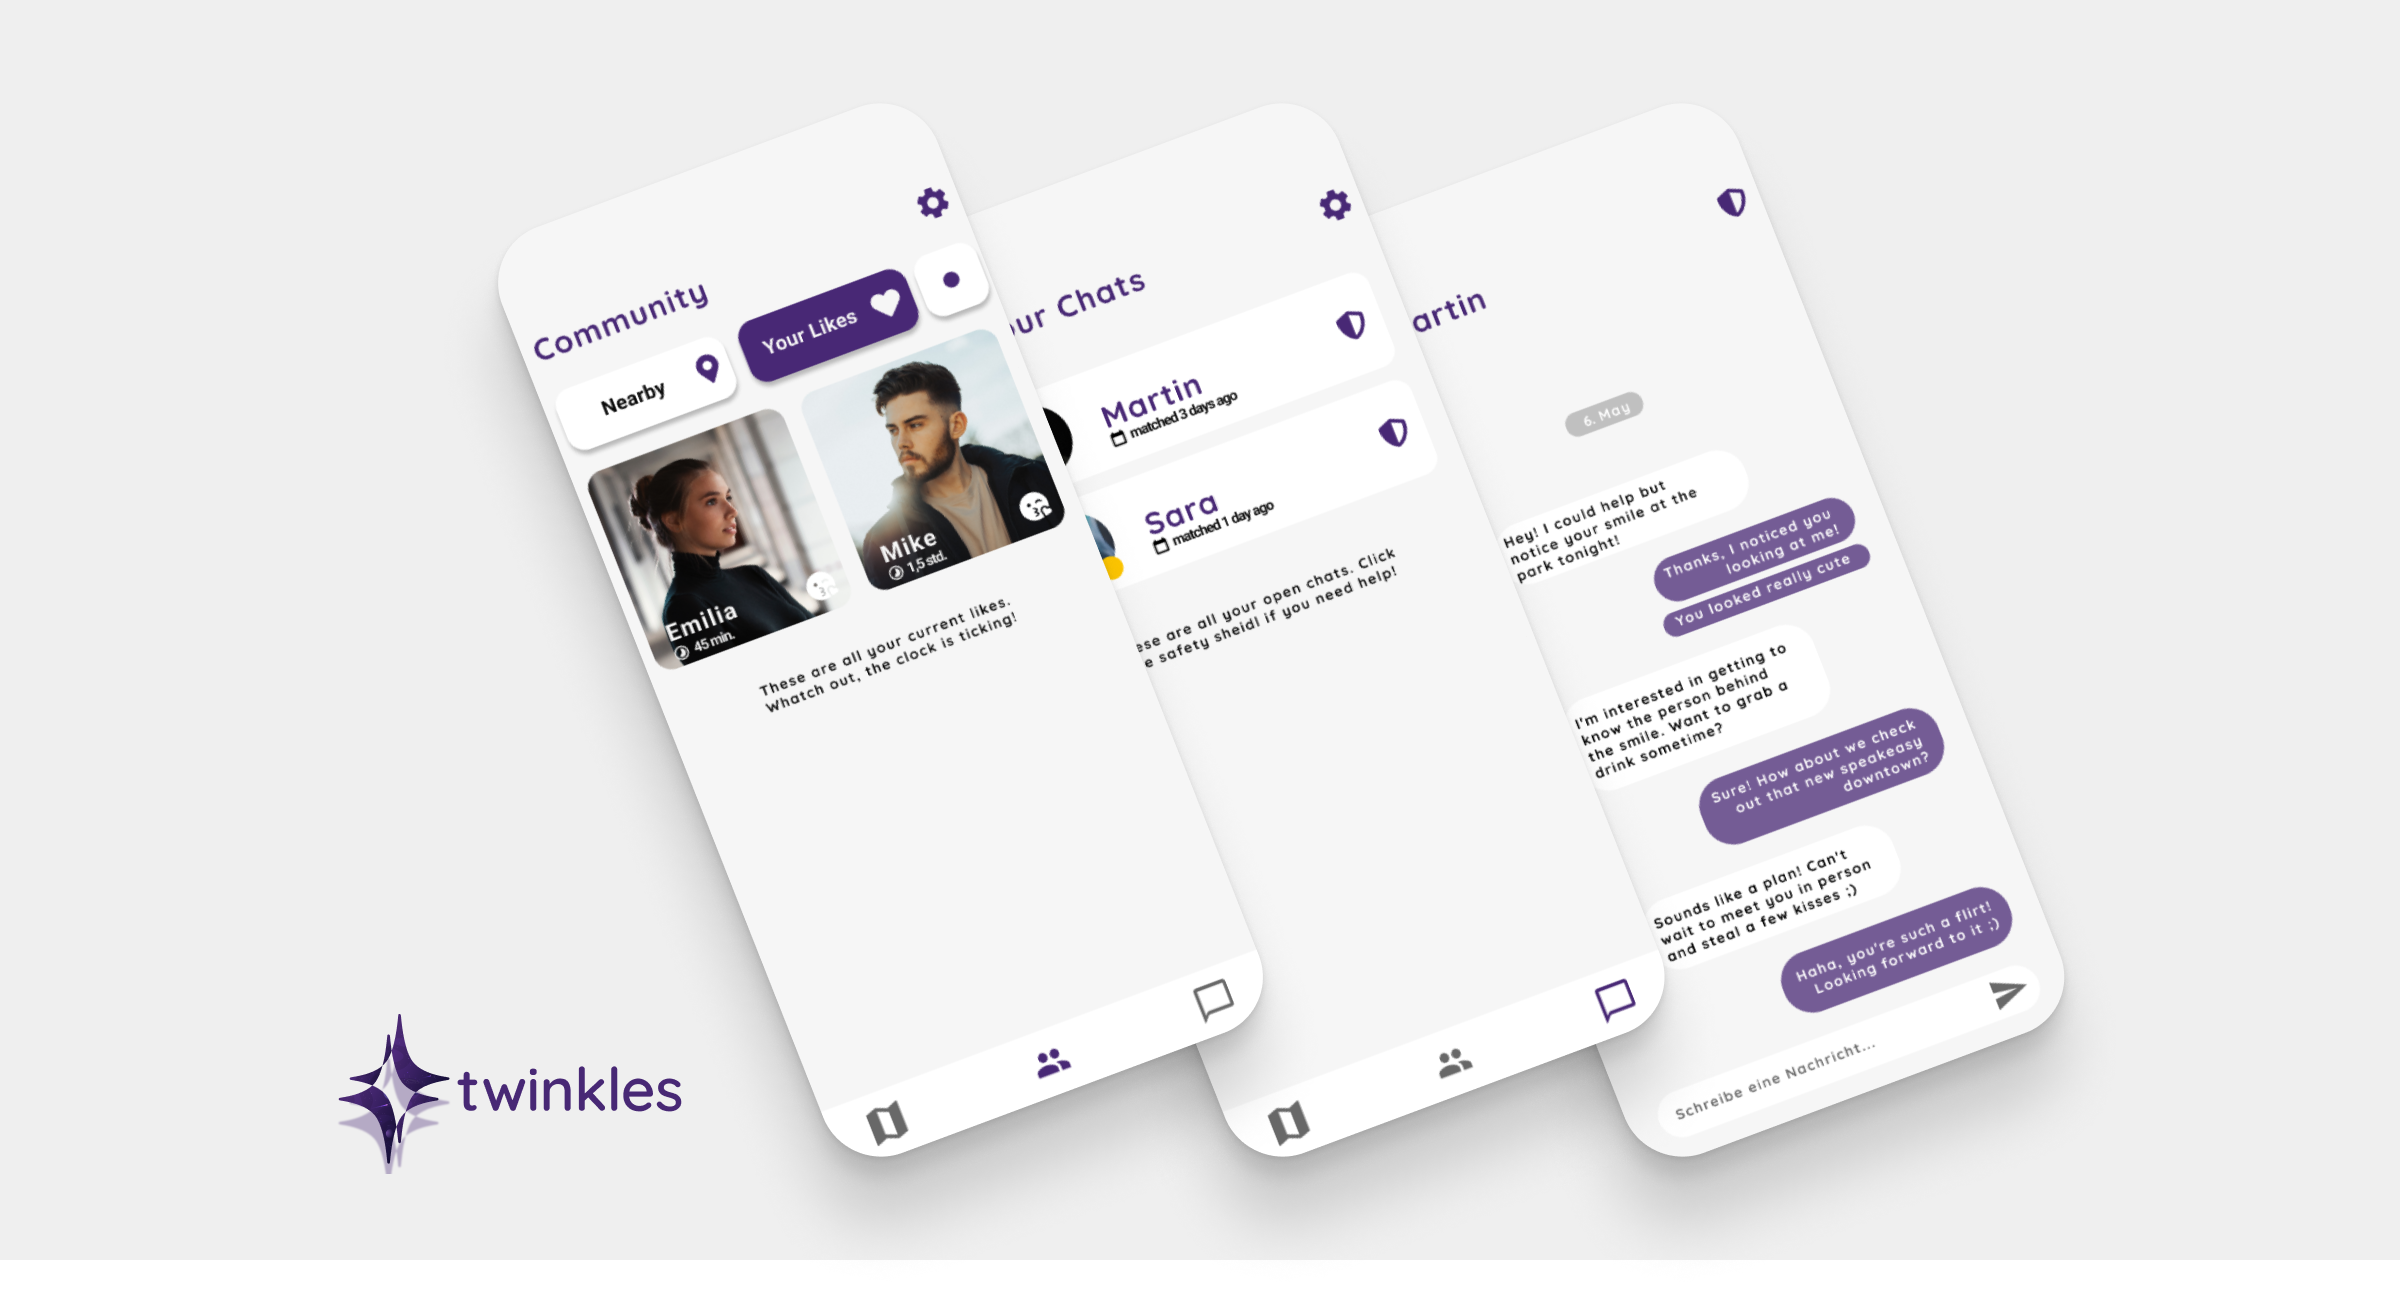 Community
Nearby
Your Likes
Emilia
45 min.
Mike
1,5 std.
These are all your current likes.
Whatch out, the clock is ticking!
our Chats
Martin
matched 3 days ago
Sara
matched 1 day ago
ese are all your open chats. Click
e safety sheidl if you need help!
artin
6. May
Hey! I could help but
notice your smile at the
park tonight!
Thanks, I noticed you
looking at me!
You looked really cute
I'm interested in getting to
know the person behind
the smile. Want to grab a
drink sometime?
Sure! How about we check
out that new speakeasy
downtown?
Sounds like a plan! Can't
wait to meet you in person
and steal a few kisses ;)
Haha, you're such a flirt!
Looking forward to it ;)
Schreibe eine Nachricht...
twinkles